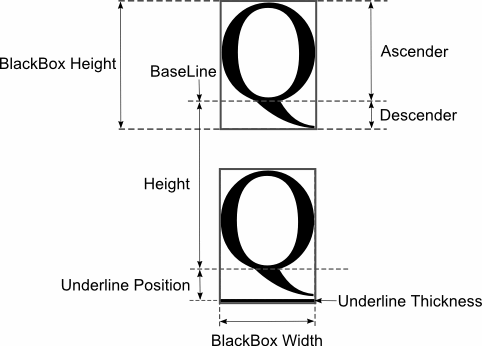 Q
Ascender
BlackBox Height
BaseLine
Descender
Height
Q
Underline Position
Underline Thickness
BlackBox Width